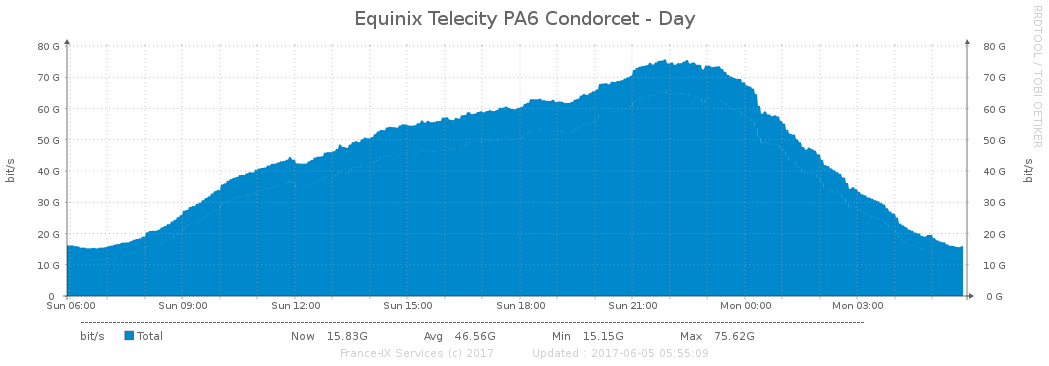 Equinix Telecity PA6 Condorcet - Day
RRDTOOL / TOBI OETIKER
80 G 80 G
70 G 70 G
60 G 60 G
50 G 50 G
40 G 40 G
30 G 30 G
20 G 20 G
10 G 10 G
0 0 G
bit/s bit/s
Sun 06:00 Sun 09:00 Sun 12:00 Sun 15:00 Sun 18:00 Sun 21:00 Mon 00:00 Mon 03:00
bit/s Total Now 15.83G Avg 46.56G Min 15.15G Max 75.62G
France-IX Services (c) 2017 Updated : 2017-06-05 05:55:09